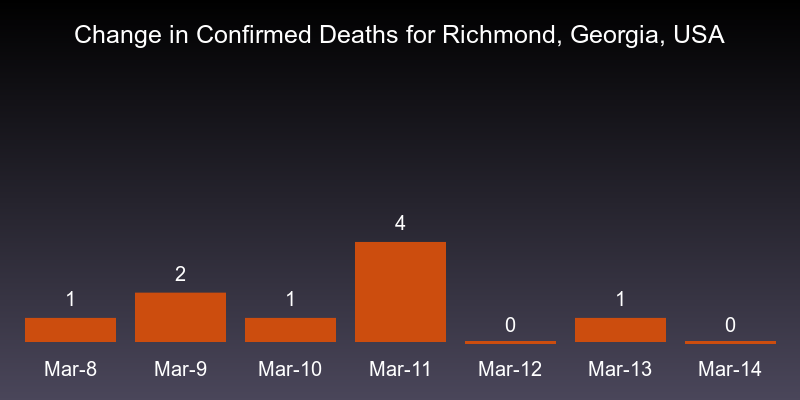 Change in Confirmed Deaths for Richmond, Georgia, USA
4
2
1 1 1
0 0
Mar-8 Mar-9 Mar-10 Mar-11 Mar-12 Mar-13 Mar-14